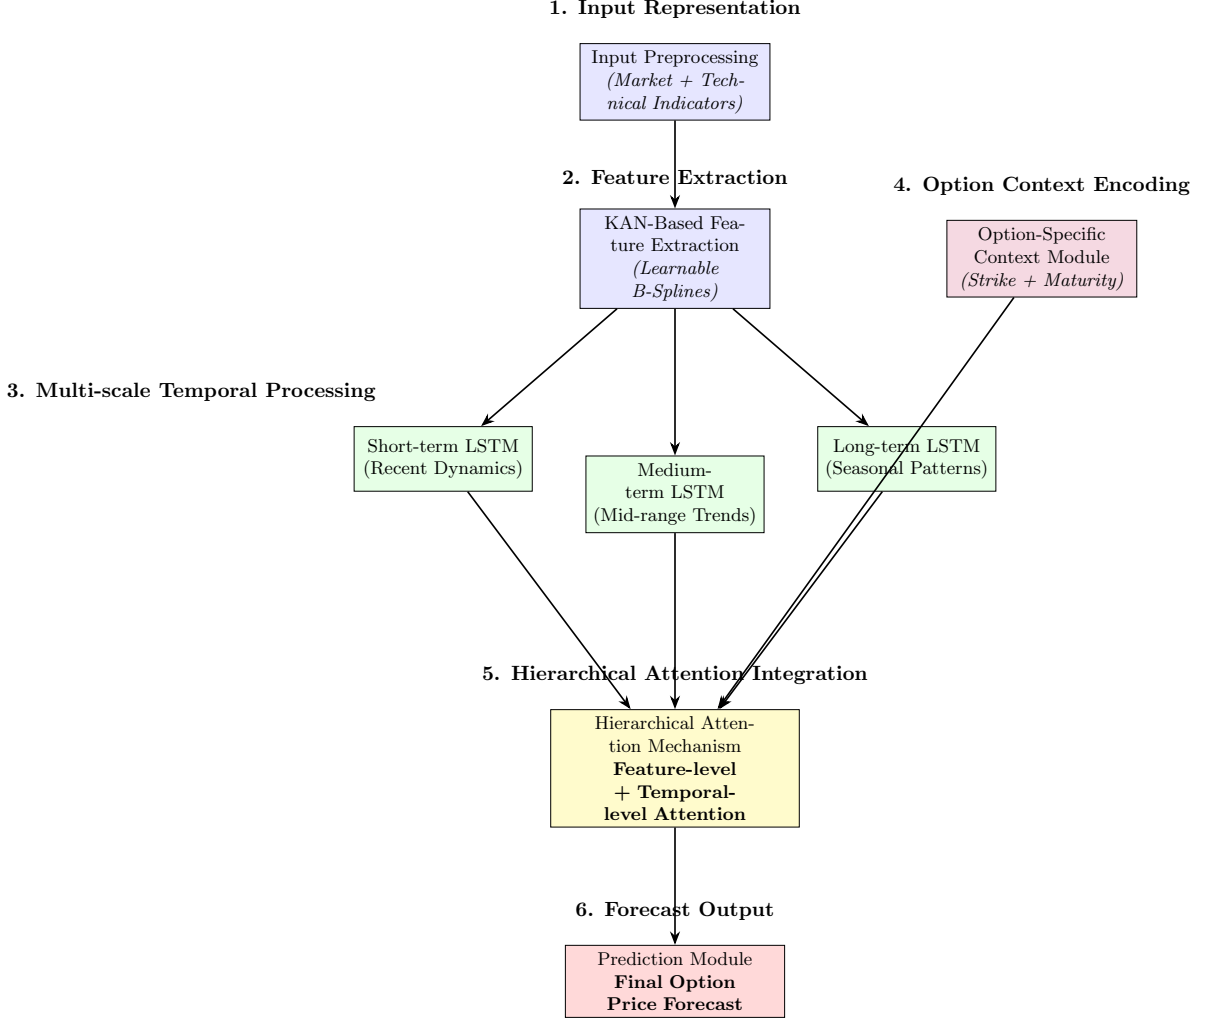 1. Input Representation
Input Preprocessing
(Market + Tech-
nical Indicators)
2. Feature Extraction
4. Option Context Encoding
KAN-Based Fea-
ture Extraction
(Learnable
B-Splines)
Option-Specific
Context Module
(Strike + Maturity)
3. Multi-scale Temporal Processing
Short-term LSTM
(Recent Dynamics)
Medium-
term LSTM
(Mid-range Trends)
Long-term LSTM
(Seasonal Patterns)
5. Hierarchical Attention Integration
Hierarchical Atten-
tion Mechanism
Feature-level
+ Temporal-
level Attention
6. Forecast Output
Prediction Module
Final Option
Price Forecast